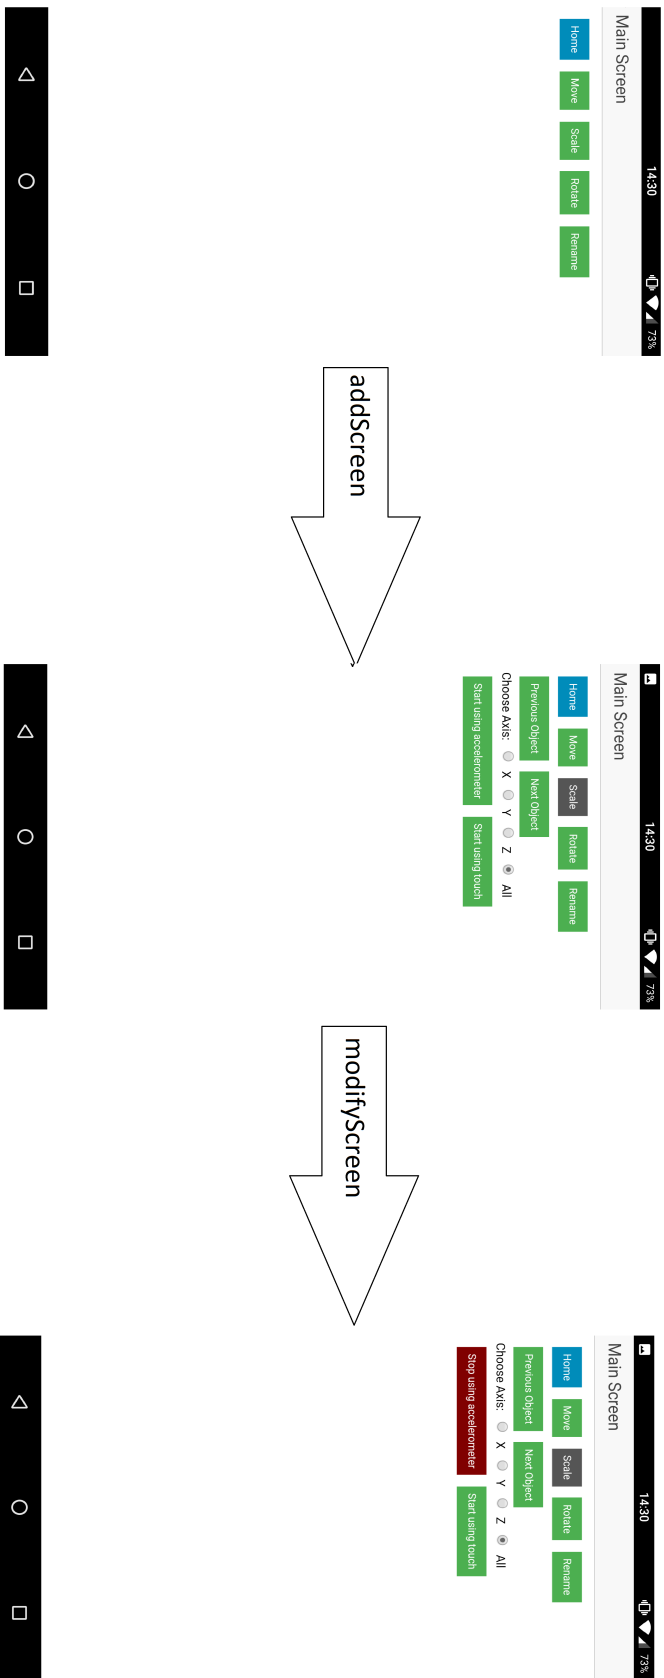 14:30 73%
Main Screen
Home Move Scale Rotate Rename
addScreen
14:30 73%
Main Screen
Home Move Scale Rotate Rename
Previous Object Next Object
Choose Axis: X Y Z All
Start using accelerometer Start using touch
modifyScreen
14:30 73%
Main Screen
Home Move Scale Rotate Rename
Previous Object Next Object
Choose Axis: X Y Z All
Stop using accelerometer Start using touch